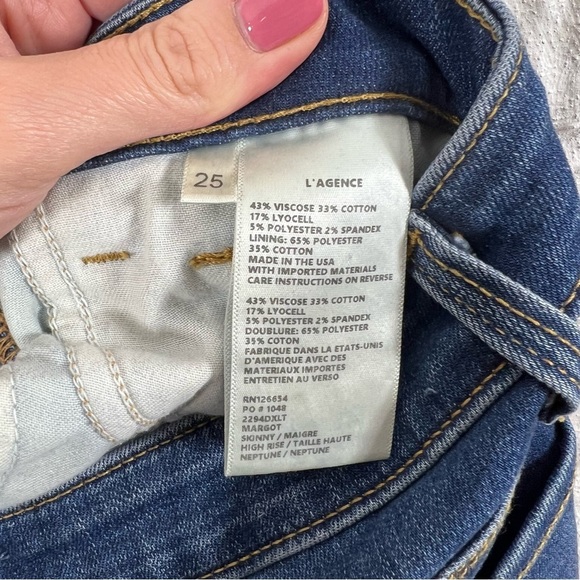 25
L'AGENCE
43% VISCOSE 33% COTTON
17% LYOCELL
5% POLYESTER 2% SPANDEX
LINING: 65% POLYESTER
35% COTTON
MADE IN THE USA
WITH IMPORTED MATERIALS
CARE INSTRUCTIONS ON REVERSE
43% VISCOSE 33% COTTON
17% LYOCELL
5% POLYESTER 2% SPANDEX
DOUBLURE: 65% POLYESTER
35% COTON
FABRIQUE DANS LA ETATS-UNIS
D'AMERIQUE AVEC DES
MATERIAUX IMPORTES
ENTRETIEN AU VERSO
RN126654
PO # 1048
2294DXLT
MARGOT
SKINNY / MAIGRE
HIGH RISE / TAILLE HAUTE
NEPTUNE / NEPTUNE